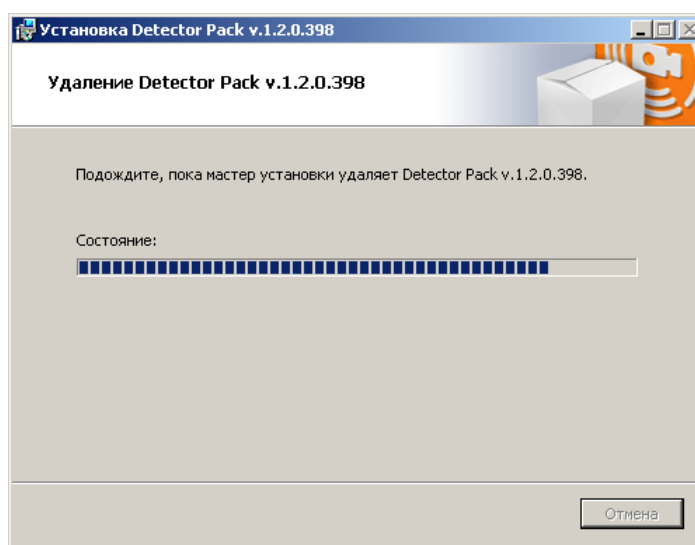 Установка Detector Pack v.1.2.0.398
Удаление Detector Pack v.1.2.0.398
Подождите, пока мастер установки удаляет Detector Pack v.1.2.0.398.
Состояние:
Отмена